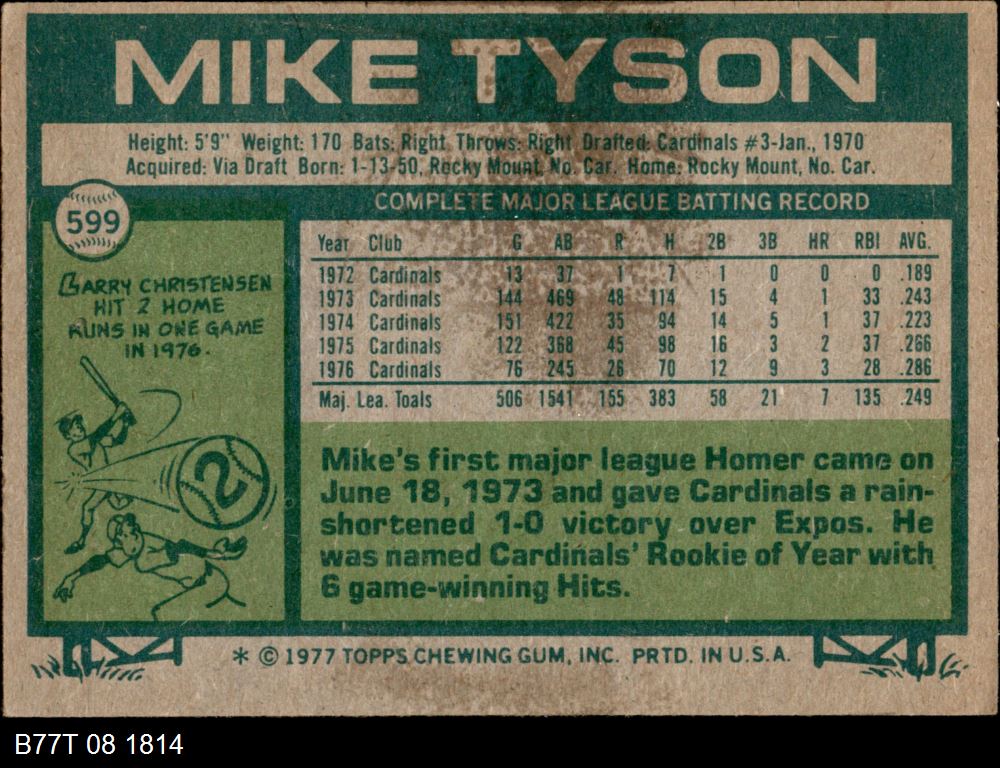 MIKE TYSON
Height: 5'9" Weight: 170 Bats: Right Throws: Right Drafted: Cardinals #3-Jan., 1970
Acquired: Via Draft Born: 1-13-50, Rocky Mount, No. Car. Home: Rocky Mount, No. Car.
599
LARRY CHRISTENSEN
HIT 2 HOME
RUNS IN ONE GAME
IN 1976.
2
COMPLETE MAJOR LEAGUE BATTING RECORD
Year Club G AB R H 2B 3B HR RBI AVG.
1972 Cardinals 13 37 1 7 1 0 0 0 .189
1973 Cardinals 144 469 48 114 15 4 1 33 .243
1974 Cardinals 151 422 35 94 14 5 1 37 .223
1975 Cardinals 122 368 45 98 16 3 2 37 .266
1976 Cardinals 76 245 26 70 12 9 3 28 .286
Maj. Lea. Toals 506 1541 155 383 58 21 7 135 .249
Mike's first major league Homer came on
June 18, 1973 and gave Cardinals a rain-
shortened 1-0 victory over Expos. He
was named Cardinals' Rookie of Year with
6 game-winning Hits.
* © 1977 TOPPS CHEWING GUM, INC. PRTD. IN U.S.A.
B77T 08 1814